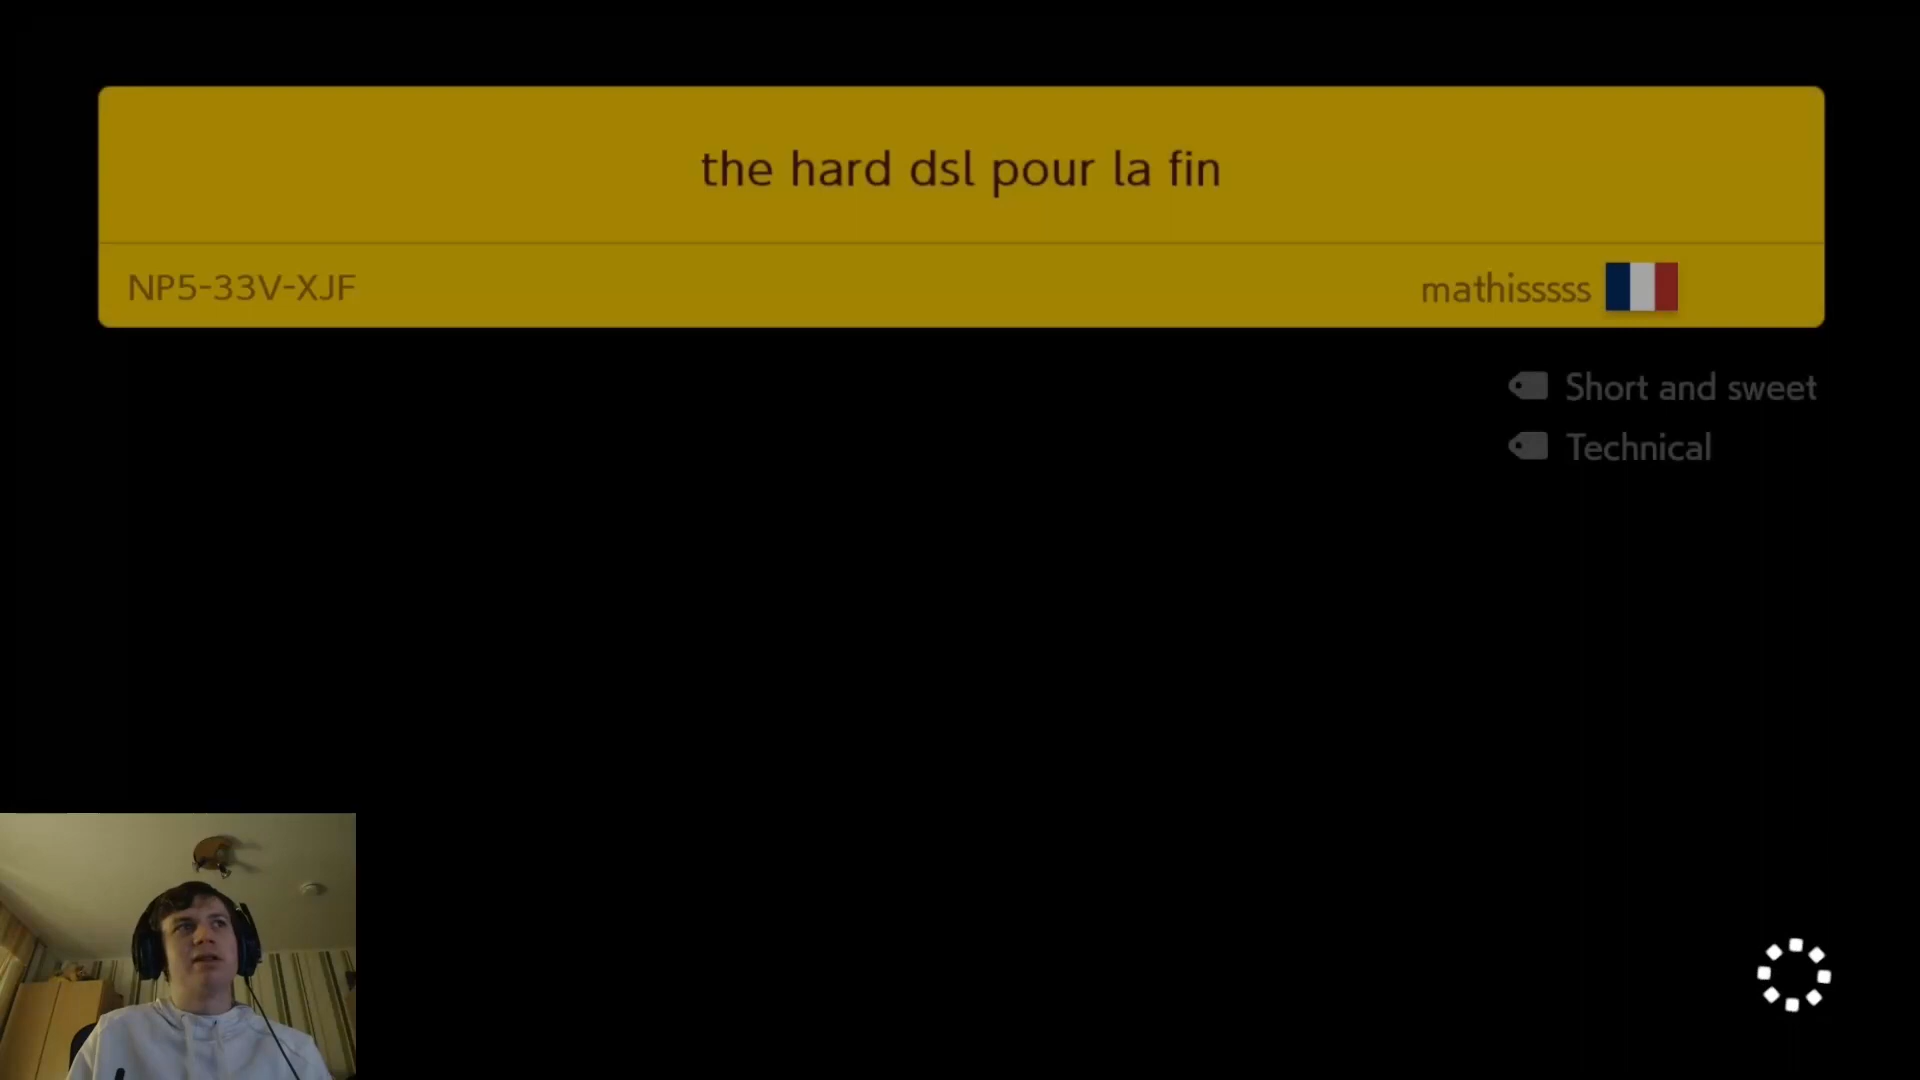 the hard dsl pour la fin
NP5-33V-XJF
mathisssss
Short and sweet
Technical